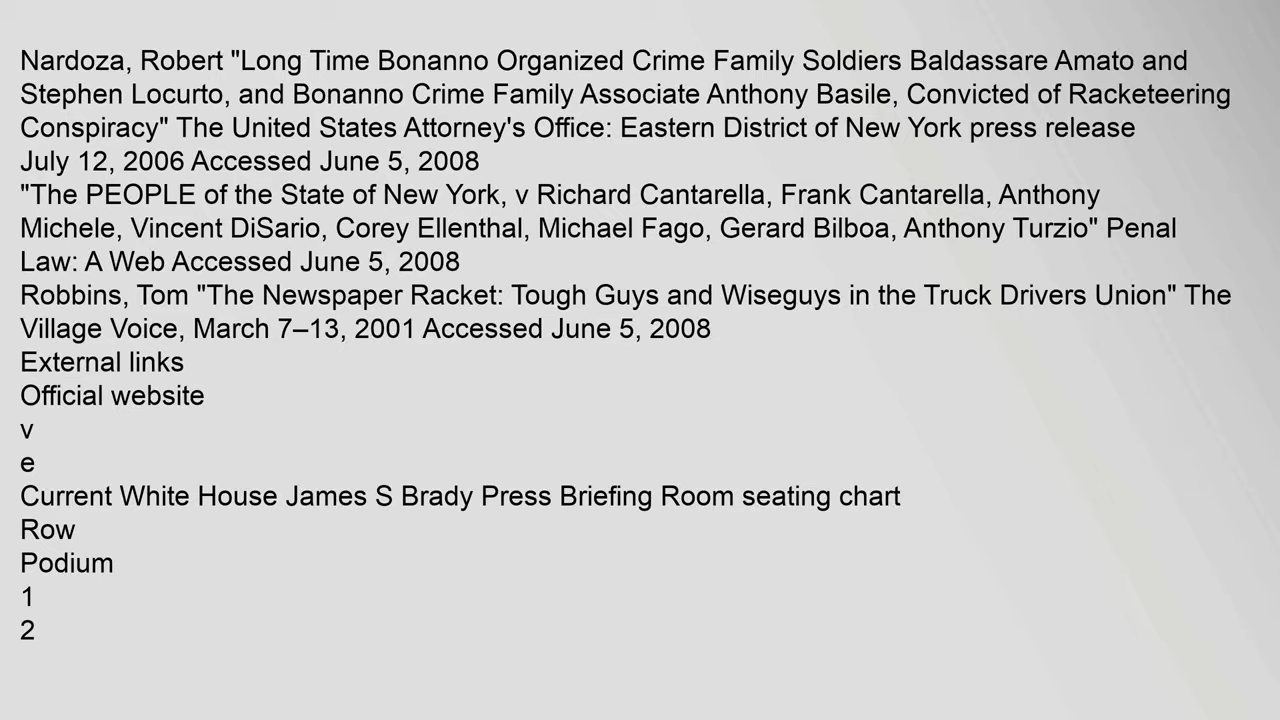 Nardoza, Robert "Long Time Bonanno Organized Crime Family Soldiers Baldassare Amato and
Stephen Locurto, and Bonanno Crime Family Associate Anthony Basile, Convicted of Racketeering
Conspiracy" The United States Attorney's Office: Eastern District of New York press release
July 12, 2006 Accessed June 5, 2008
"The PEOPLE of the State of New York, v Richard Cantarella, Frank Cantarella, Anthony
Michele, Vincent DiSario, Corey Ellenthal, Michael Fago, Gerard Bilboa, Anthony Turzio" Penal
Law: A Web Accessed June 5, 2008
Robbins, Tom "The Newspaper Racket: Tough Guys and Wiseguys in the Truck Drivers Union" The
Village Voice, March 7–13, 2001 Accessed June 5, 2008
External links
Official website
v
e
Current White House James S Brady Press Briefing Room seating chart
Row
Podium
1
2